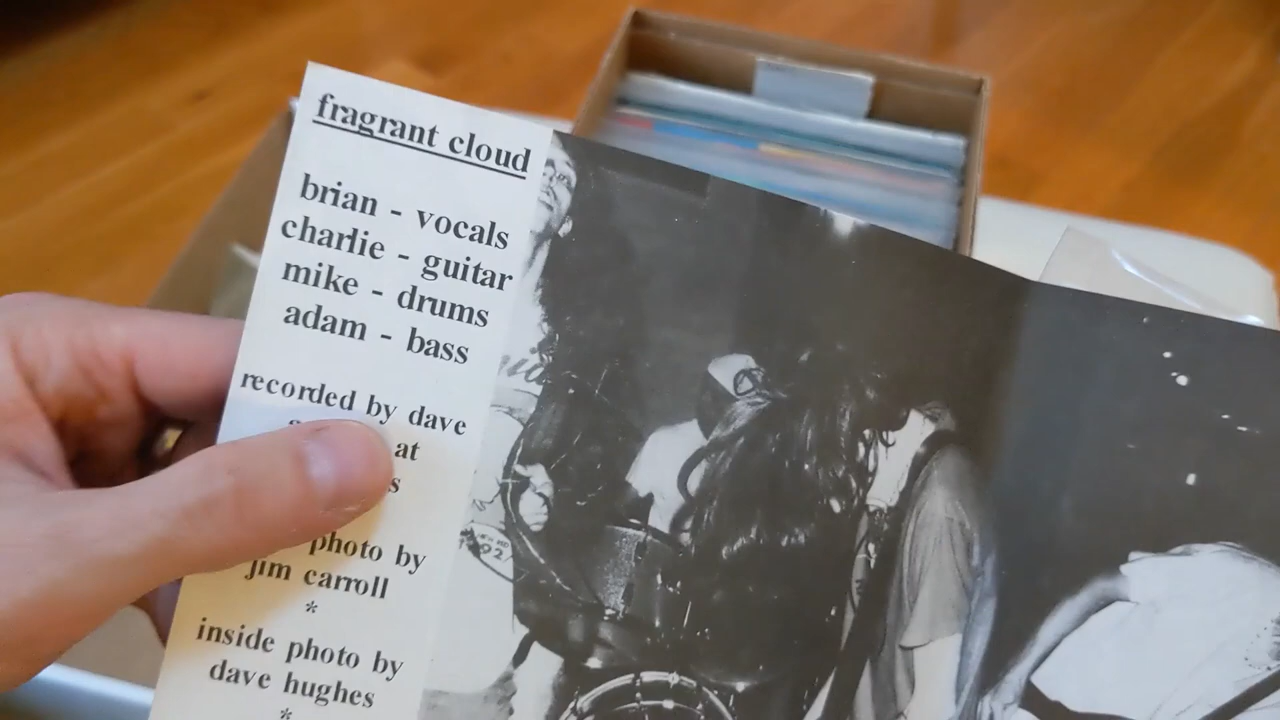 fragrant cloud
brian - vocals
charlie - guitar
mike - drums
adam - bass
recorded by dave
at
photo by
jim carroll
*
inside photo by
dave hughes
*